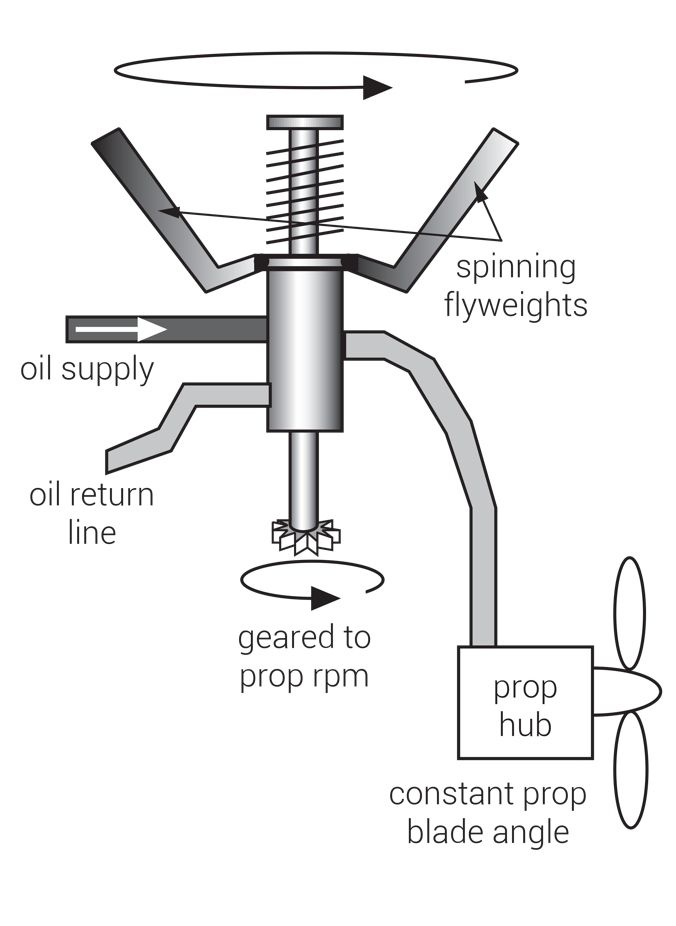 spinning
flyweights
oil supply
oil return
line
geared to
prop rpm
prop
hub
constant prop
blade angle